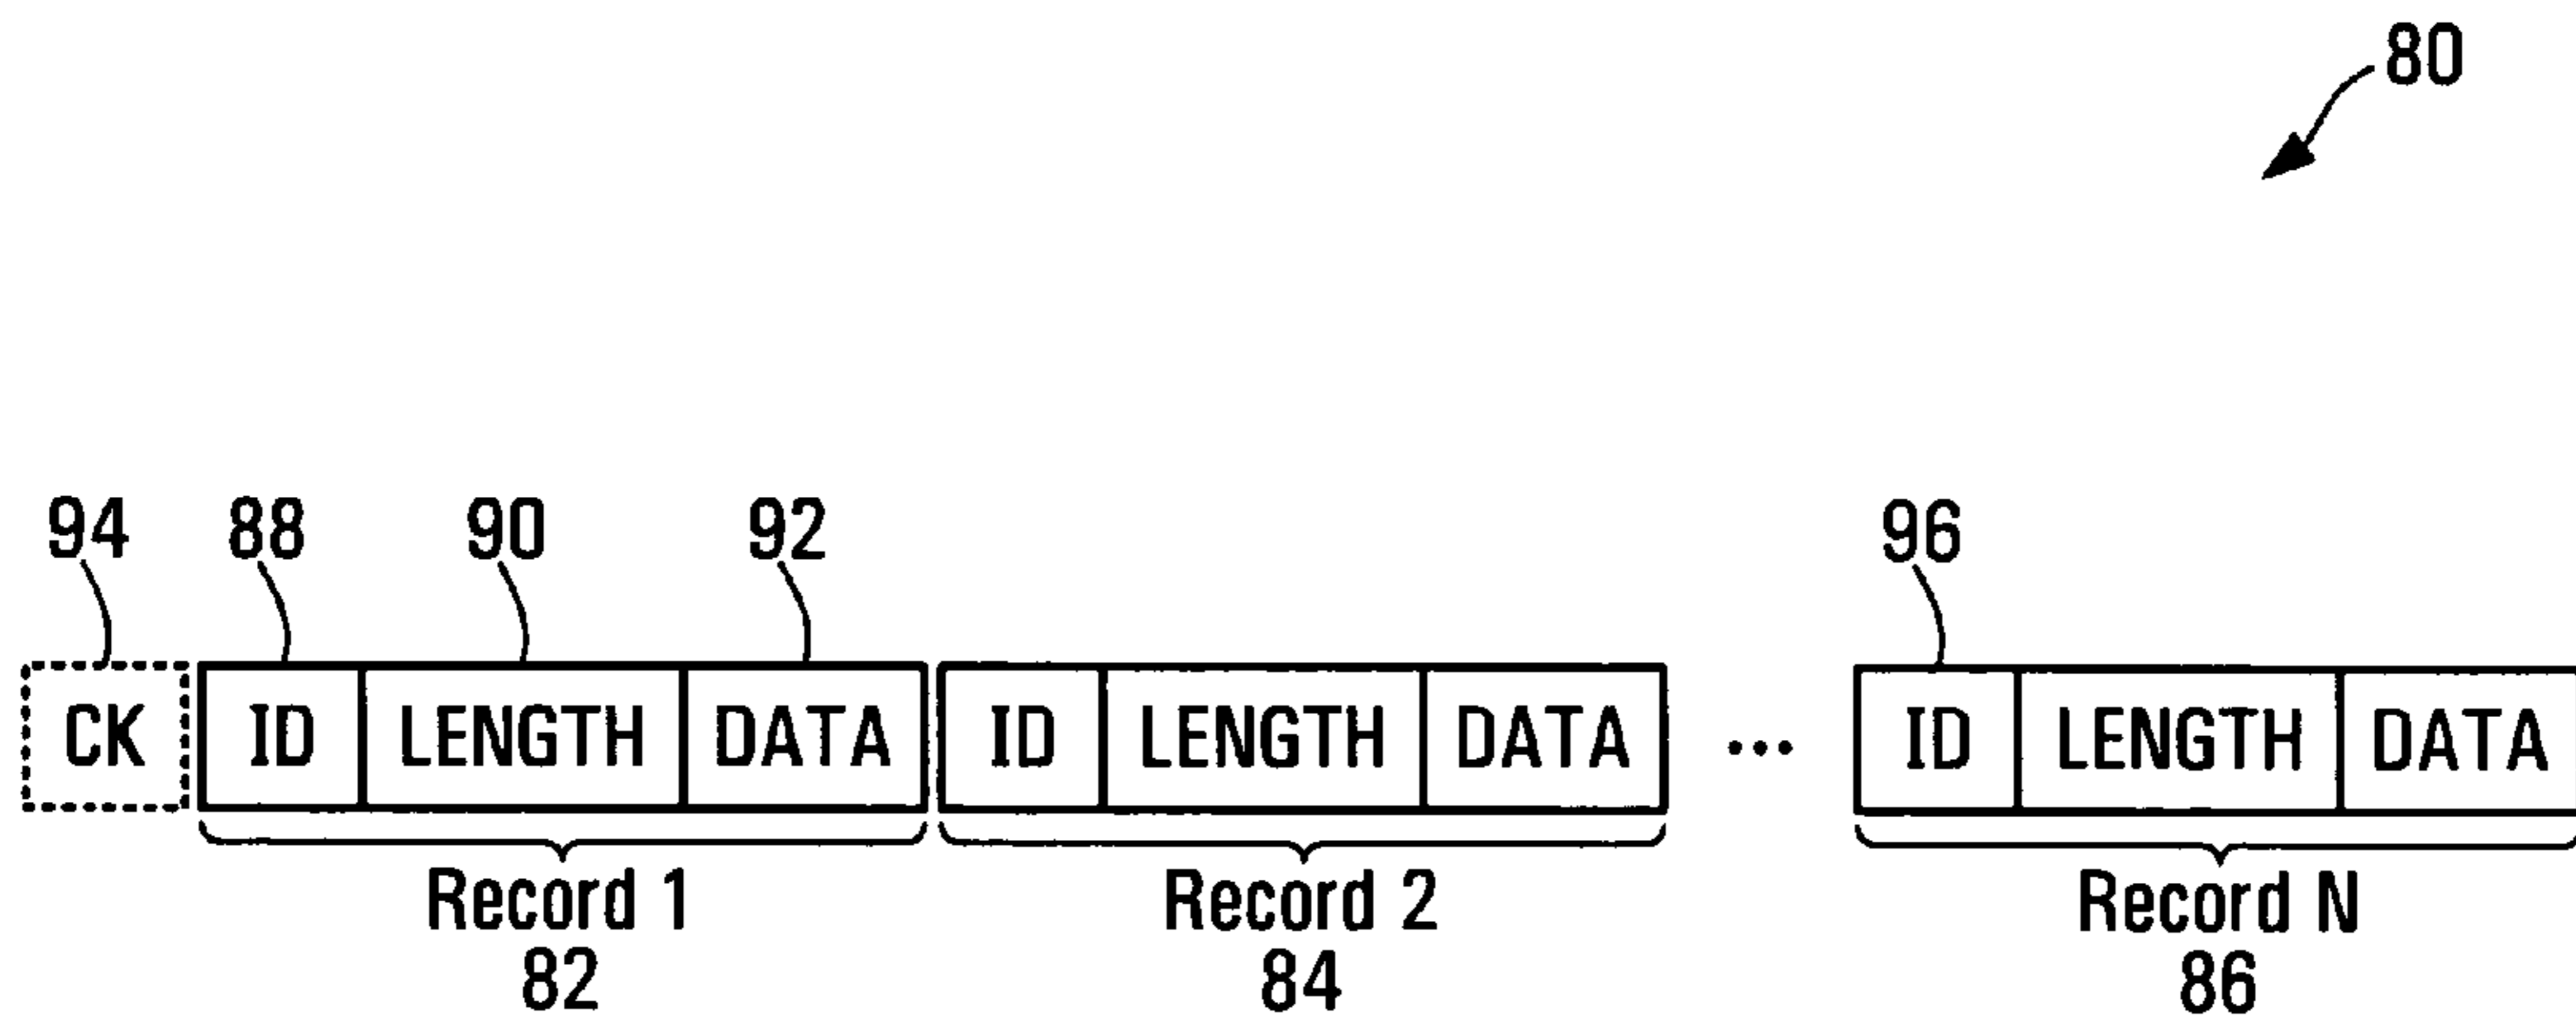 80
94 88 90 92 96
CK ID LENGTH DATA ID LENGTH DATA ... ID LENGTH DATA
Record 1 Record 2 Record N
82 84 86